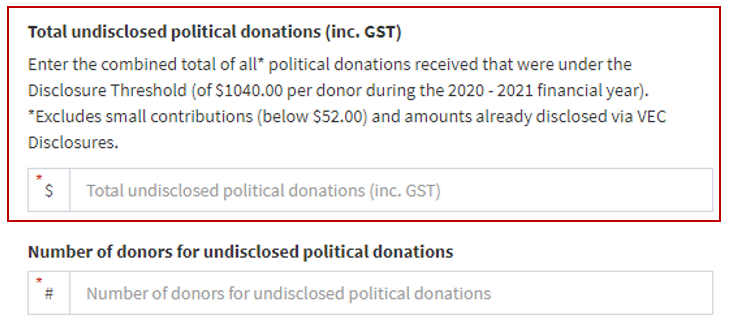 Total undisclosed political donations (inc. GST)
Enter the combined total of all* political donations received that were under the
Disclosure Threshold (of $1040.00 per donor during the 2020 - 2021 financial year).
*Excludes small contributions (below $52.00) and amounts already disclosed via VEC
Disclosures.
* $ Total undisclosed political donations (inc. GST)
Number of donors for undisclosed political donations
* # Number of donors for undisclosed political donations